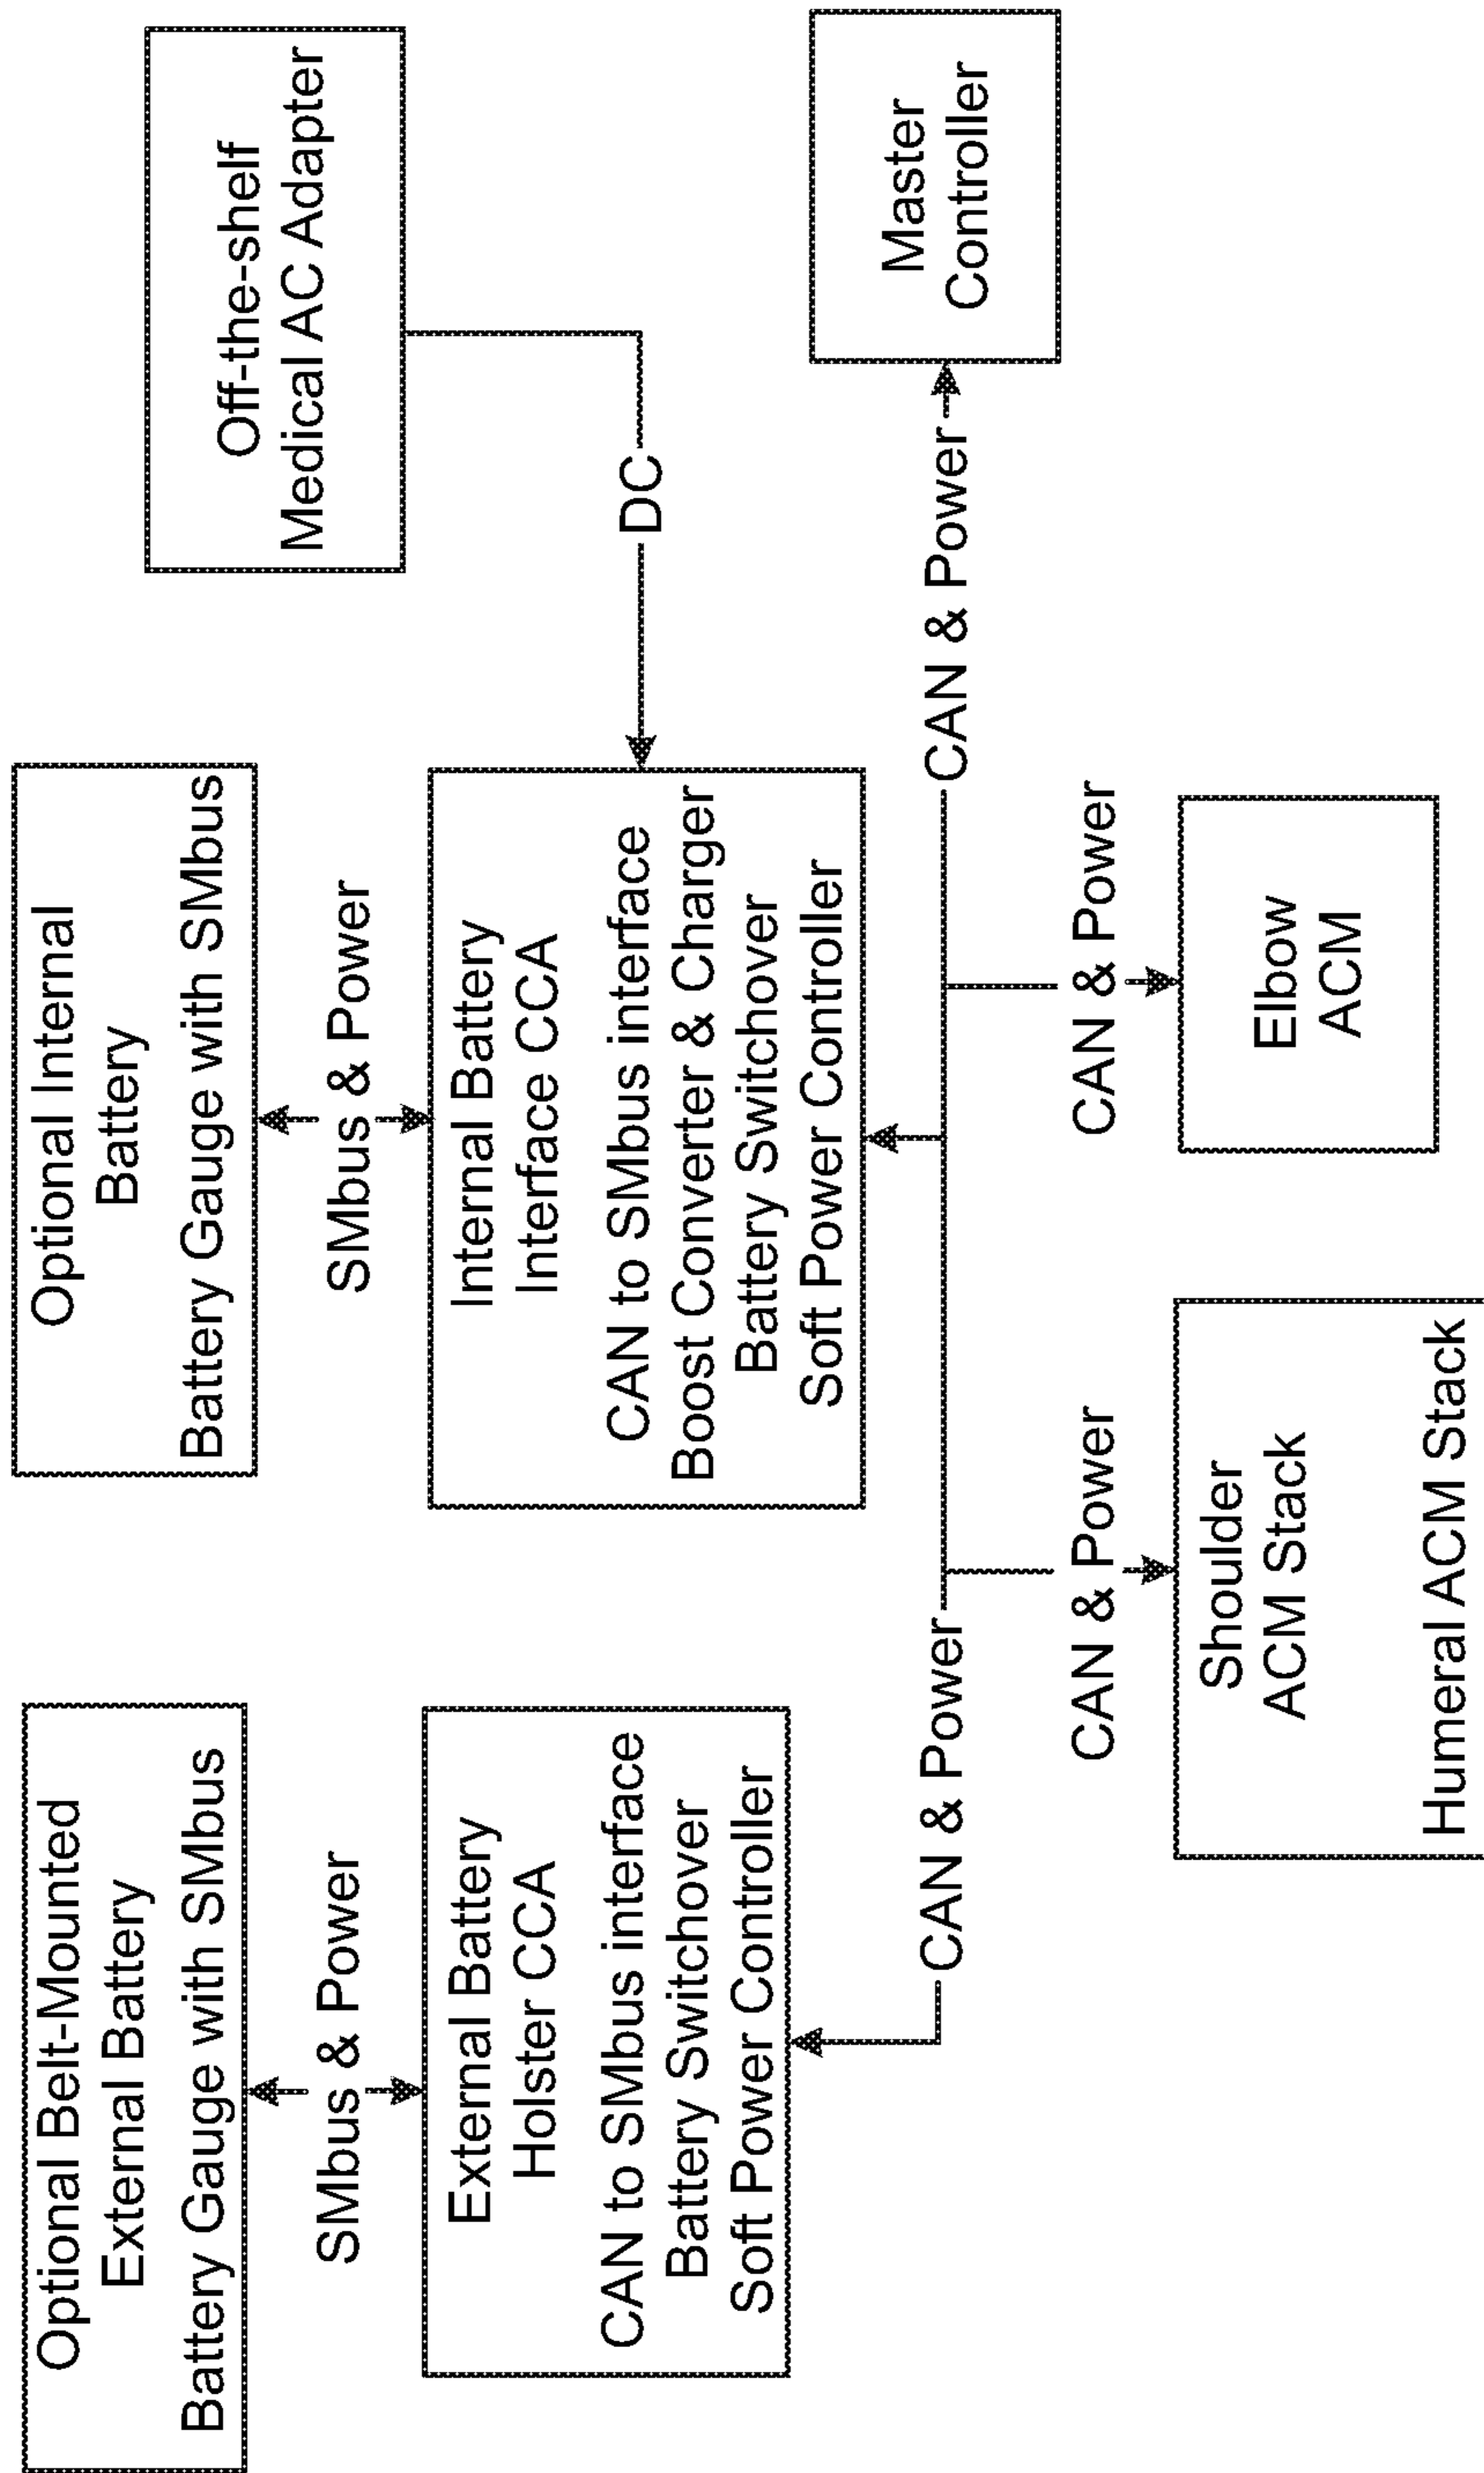 Optional Belt-Mounted
External Battery
Battery Gauge with SMbus
SMbus & Power
External Battery
Holster CCA
CAN to SMbus interface
Battery Switchover
Soft Power Controller
Optional Internal
Battery
Battery Gauge with SMbus
SMbus & Power
Internal Battery
Interface CCA
CAN to SMbus interface
Boost Converter & Charger
Battery Switchover
Soft Power Controller
Off-the-shelf
Medical AC Adapter
DC
CAN & Power
CAN & Power
Master
Controller
CAN & Power
Shoulder
ACM Stack
Humeral ACM Stack
CAN & Power
Elbow
ACM